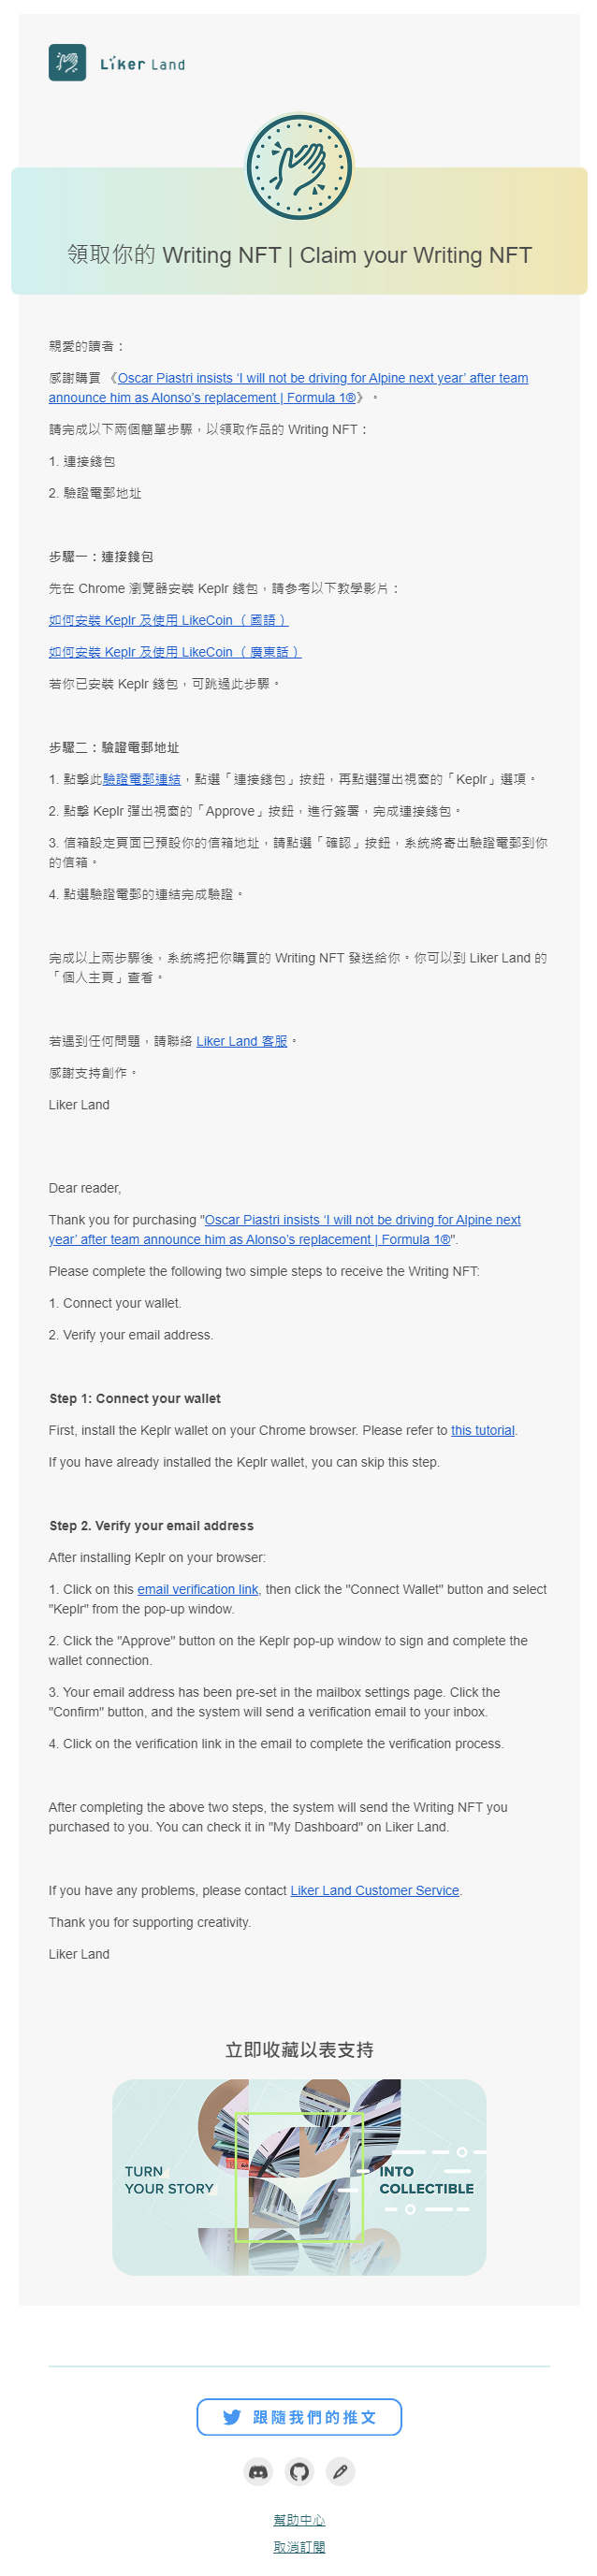 Liker Land
領取你的 Writing NFT | Claim your Writing NFT
親愛的讀者：
感謝購買 《Oscar Piastri insists ‘I will not be driving for Alpine next year’ after team
announce him as Alonso’s replacement | Formula 1®》。
請完成以下兩個簡單步驟，以領取作品的 Writing NFT：
1. 連接錢包
2. 驗證電郵地址
步驟一：連接錢包
先在 Chrome 瀏覽器安裝 Keplr 錢包，請參考以下教學影片：
如何安裝 Keplr 及使用 LikeCoin （ 國語 ）
如何安裝 Keplr 及使用 LikeCoin （ 廣東話 ）
若你已安裝 Keplr 錢包，可跳過此步驟。
步驟二：驗證電郵地址
1. 點擊此驗證電郵連結，點選「連接錢包」按鈕，再點選彈出視窗的「Keplr」選項。
2. 點擊 Keplr 彈出視窗的「Approve」按鈕，進行簽署，完成連接錢包。
3. 信箱設定頁面已預設你的信箱地址，請點選「確認」按鈕，系統將寄出驗證電郵到你
的信箱。
4. 點選驗證電郵的連結完成驗證。
完成以上兩步驟後，系統將把你購買的 Writing NFT 發送給你。你可以到 Liker Land 的
「個人主頁」查看。
若遇到任何問題，請聯絡 Liker Land 客服。
感謝支持創作。
Liker Land
Dear reader,
Thank you for purchasing "Oscar Piastri insists ‘I will not be driving for Alpine next
year’ after team announce him as Alonso’s replacement | Formula 1®".
Please complete the following two simple steps to receive the Writing NFT:
1. Connect your wallet.
2. Verify your email address.
Step 1: Connect your wallet
First, install the Keplr wallet on your Chrome browser. Please refer to this tutorial.
If you have already installed the Keplr wallet, you can skip this step.
Step 2. Verify your email address
After installing Keplr on your browser:
1. Click on this email verification link, then click the "Connect Wallet" button and select
"Keplr" from the pop-up window.
2. Click the "Approve" button on the Keplr pop-up window to sign and complete the
wallet connection.
3. Your email address has been pre-set in the mailbox settings page. Click the
"Confirm" button, and the system will send a verification email to your inbox.
4. Click on the verification link in the email to complete the verification process.
After completing the above two steps, the system will send the Writing NFT you
purchased to you. You can check it in "My Dashboard" on Liker Land.
If you have any problems, please contact Liker Land Customer Service.
Thank you for supporting creativity.
Liker Land
立即收藏以表支持
TURN
YOUR STORY
INTO
COLLECTIBLE
跟隨我們的推文
幫助中心
取消訂閱